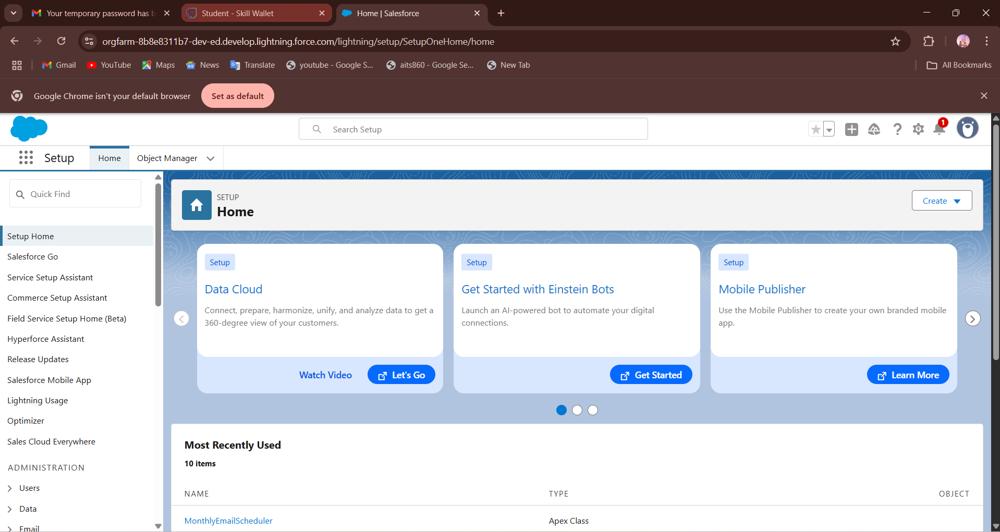 Your temporary password has b
Student - Skill Wallet
Home | Salesforce
orgfarm-8b8e8311b7-dev-ed.develop.lightning.force.com/lightning/setup/SetupOneHome/home
Gmail
YouTube
Maps
News
Translate
youtube - Google S...
aits860 - Google Se...
New Tab
All Bookmarks
Google Chrome isn't your default browser
Set as default
Search Setup
1
Setup
Home
Object Manager
Quick Find
Setup Home
Salesforce Go
Service Setup Assistant
Commerce Setup Assistant
Field Service Setup Home (Beta)
Hyperforce Assistant
Release Updates
Salesforce Mobile App
Lightning Usage
Optimizer
Sales Cloud Everywhere
ADMINISTRATION
Users
Data
Email
SETUP
Home
Create
Setup
Data Cloud
Connect, prepare, harmonize, unify, and analyze data to get a
360-degree view of your customers.
Watch Video
Let's Go
Setup
Get Started with Einstein Bots
Launch an AI-powered bot to automate your digital
connections.
Get Started
Setup
Mobile Publisher
Use the Mobile Publisher to create your own branded mobile
app.
Learn More
Most Recently Used
10 items
NAME
TYPE
OBJECT
MonthlyEmailScheduler
Apex Class